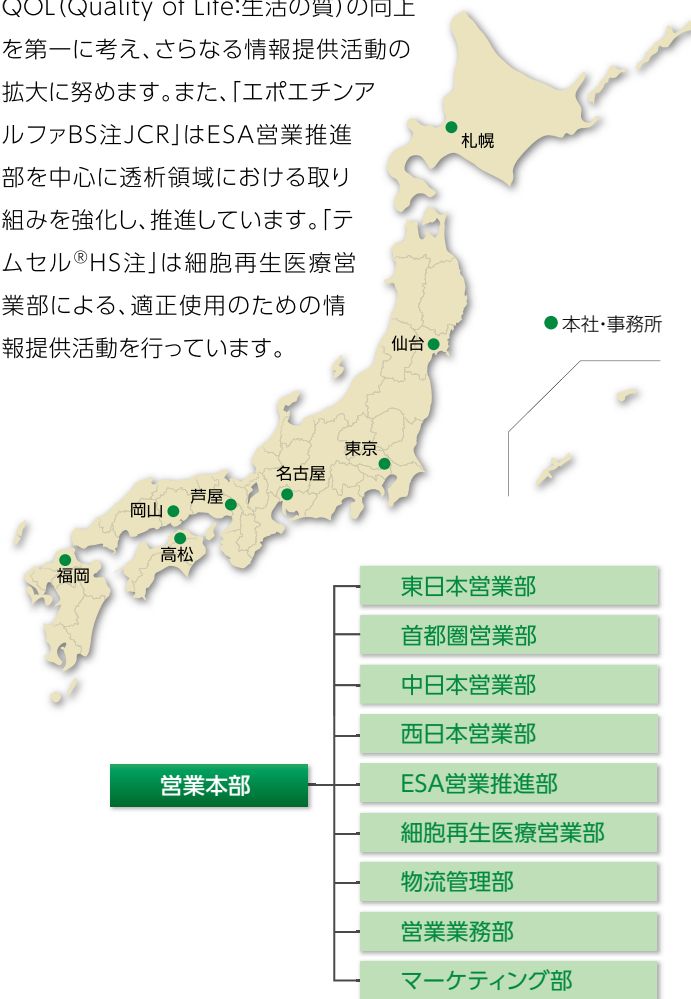 QOL（Quality of Life:生活の質）の向上
を第一に考え、さらなる情報提供活動の
拡大に努めます。また、「エポエチンア
ルファBS注JCR」はESA営業推進
部を中心に透析領域における取り
組みを強化し、推進しています。「テ
ムセル®HS注」は細胞再生医療営
業部による、適正使用のための情
報提供活動を行っています。
札幌
本社・事務所
仙台
東京
名古屋
芦屋
岡山
高松
福岡
東日本営業部
首都圏営業部
中日本営業部
西日本営業部
営業本部
ESA営業推進部
細胞再生医療営業部
物流管理部
営業業務部
マーケティング部